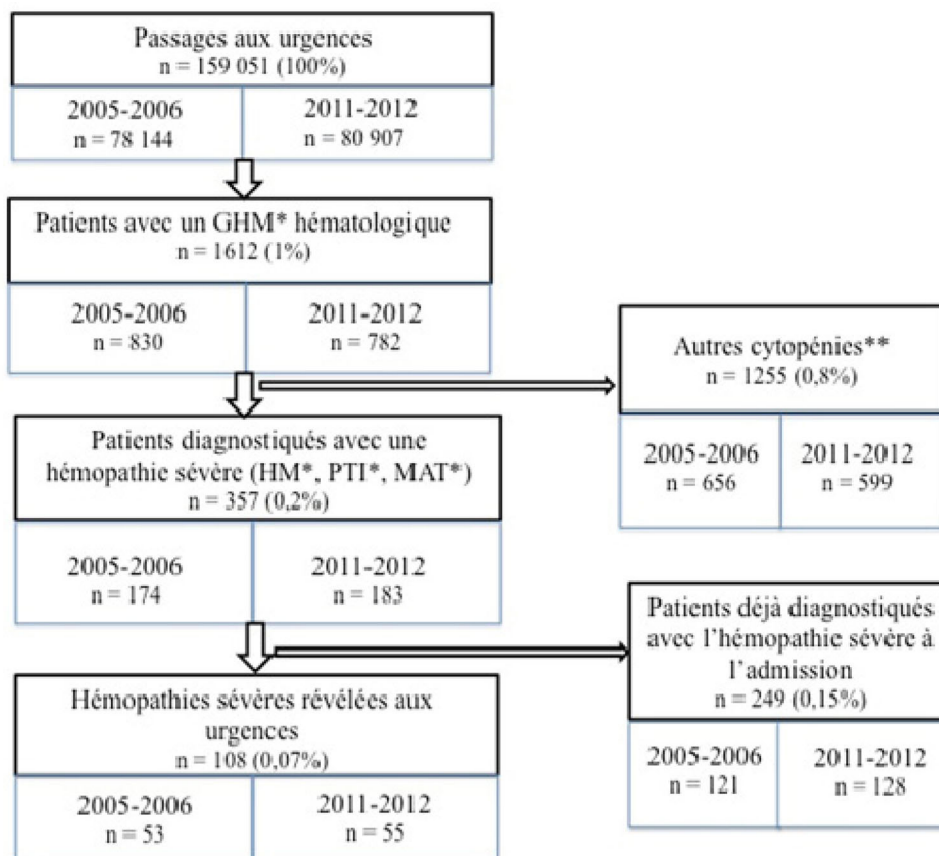 Passages aux urgences
n = 159 051 (100%)
2005-2006
n = 78 144
2011-2012
n = 80 907
Patients avec un GHM* hématologique
n = 1612 (1%)
2005-2006
n = 830
2011-2012
n = 782
Autres cytopénies**
n = 1255 (0,8%)
2005-2006
n = 656
2011-2012
n = 599
Patients diagnostiqués avec une
hémopathie sévère (HM*, PTI*, MAT*)
n = 357 (0,2%)
2005-2006
n = 174
2011-2012
n = 183
Patients déjà diagnostiqués
avec l'hémopathie sévère à
l'admission
n = 249 (0,15%)
2005-2006
n = 121
2011-2012
n = 128
Hémopathies sévères révélées aux
urgences
n = 108 (0,07%)
2005-2006
n = 53
2011-2012
n = 55